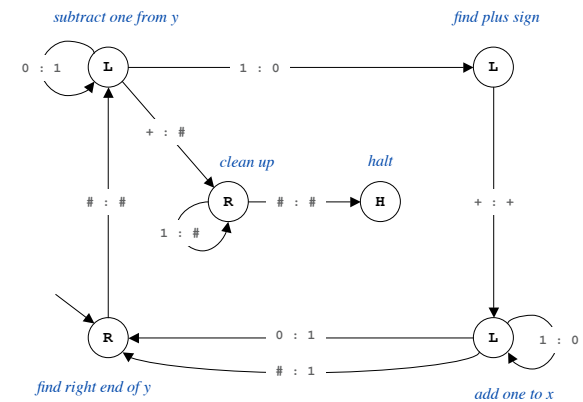 subtract one from y
find plus sign
0 : 1
L
1 : 0
L
+ : #
clean up
halt
# : #
R
# : #
H
+ : +
1 : #
R
0 : 1
L
1 : 0
# : 1
find right end of y
add one to x